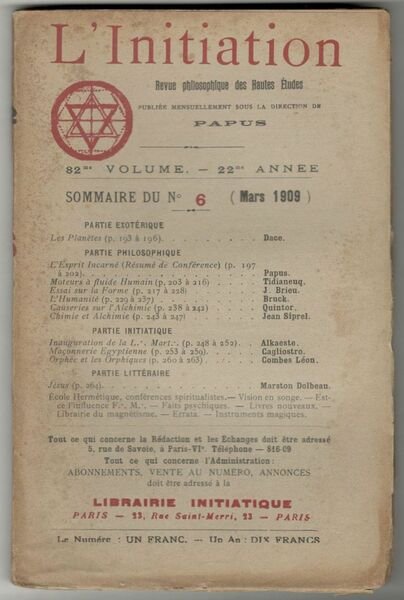 L'Initiation
Revue philosophique des Hautes Études
PUBLIÉE MENSUELLEMENT SOUS LA DIRECTION DE
PAPUS
82me VOLUME. — 22me ANNÉE
SOMMAIRE DU No 6 (Mars 1909)
PARTIE EXOTÉRIQUE
Les Planètes (p. 193 à 196). . . . . . . . . . Dace.
PARTIE PHILOSOPHIQUE
L'Esprit Incarné (Résumé de Conférence) (p. 197
à 202). . . . . . . . . . . . . . . . Papus.
Moteurs à fluide Humain (p. 203 à 216) . . . . . Tidianeuq.
Essai sur la Forme (p. 217 à 228) . . . . . . . J. Brieu.
L'Humanité (p. 229 à 237) . . . . . . . . . Bruck.
Causeries sur l'Alchimie (p. 238 à 242) . . . . . Quintor.
Chimie et Alchimie (p. 243 à 247) . . . . . . . Jean Siprel.
PARTIE INITIATIQUE
Inauguration de la L∴ Mart∴ (p. 248 à 252) . . Alkaeste.
Maçonnerie Egyptienne (p. 253 à 259). . . . . . Cagliostro.
Orphée et les Orphiques (p. 260 à 263) . . . . . Combes Léon.
PARTIE LITTÉRAIRE
Jésus (p. 264). . . . . . . . . . . . . Marston Dolbeau.
École Hermétique, conférences spiritualistes.— Vision en songe. — Est-
ce l'influence F∴ M∴. — Faits psychiques. — Livres nouveaux. —
Librairie du magnétisme. — Errata. — Instruments magiques.
Tout ce qui concerne la Rédaction et les Echanges doit être adressé
5, rue de Savoie, à Paris-VIe. Téléphone — 816-09
Tout ce qui concerne l'Administration:
ABONNEMENTS, VENTE AU NUMÉRO, ANNONCES
doit être adressé à la
LIBRAIRIE INITIATIQUE
PARIS — 23, Rue Saint-Merri, 23 — PARIS
Le Numéro : UN FRANC. — Un An : DIX FRANCS